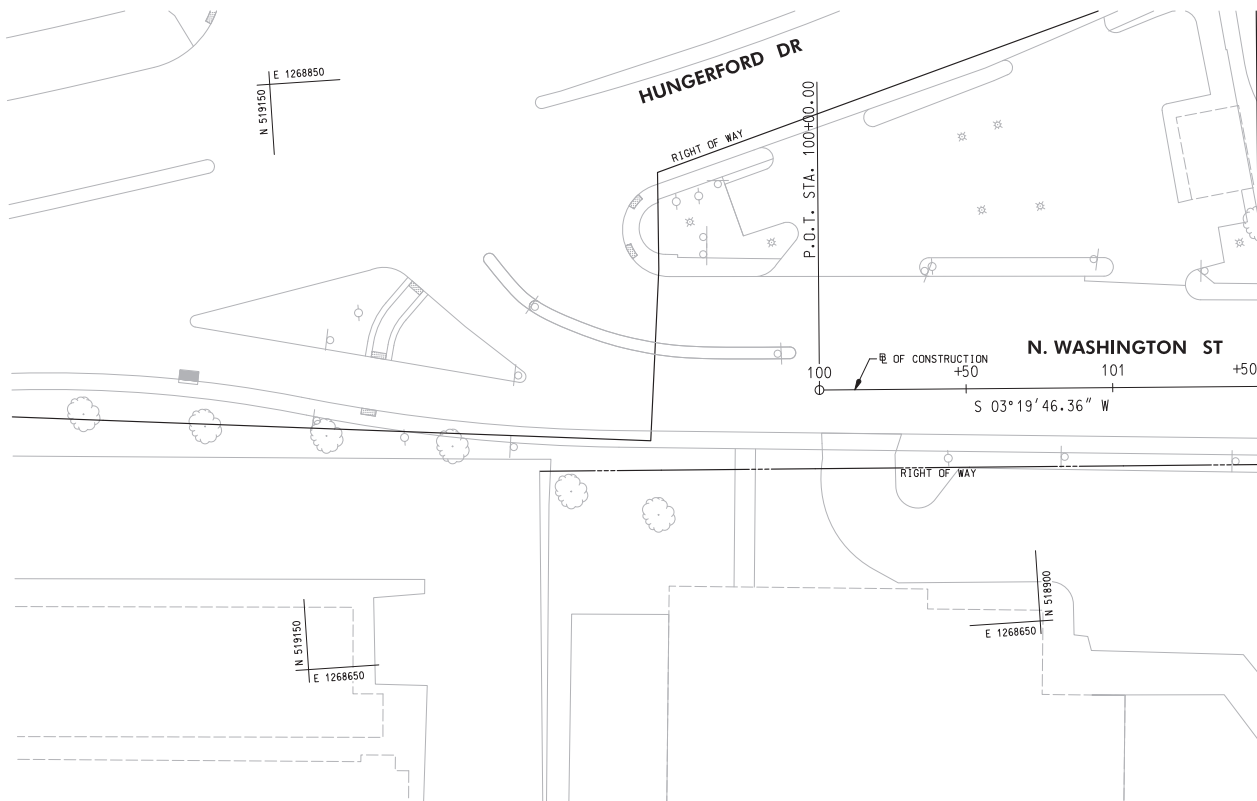 HUNGERFORD DR
E 1268850
N 519150
RIGHT OF WAY
P.O.T. STA. 100+00.00
N. WASHINGTON ST
BL OF CONSTRUCTION
100
+50
101
+50
S 03°19'46.36" W
RIGHT OF WAY
N 518900
E 1268650
N 519150
E 1268650